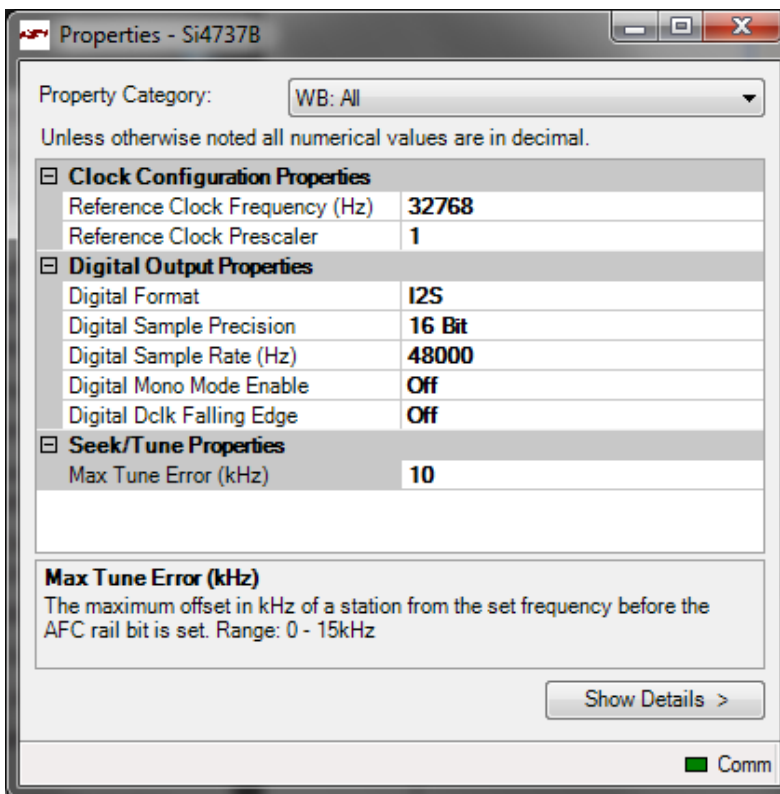 Properties - Si4737B
Property Category: WB: All
Unless otherwise noted all numerical values are in decimal.
Clock Configuration Properties
Reference Clock Frequency (Hz) 32768
Reference Clock Prescaler 1
Digital Output Properties
Digital Format I2S
Digital Sample Precision 16 Bit
Digital Sample Rate (Hz) 48000
Digital Mono Mode Enable Off
Digital Dclk Falling Edge Off
Seek/Tune Properties
Max Tune Error (kHz) 10
Max Tune Error (kHz)
The maximum offset in kHz of a station from the set frequency before the
AFC rail bit is set. Range: 0 - 15kHz
Show Details >
Comm